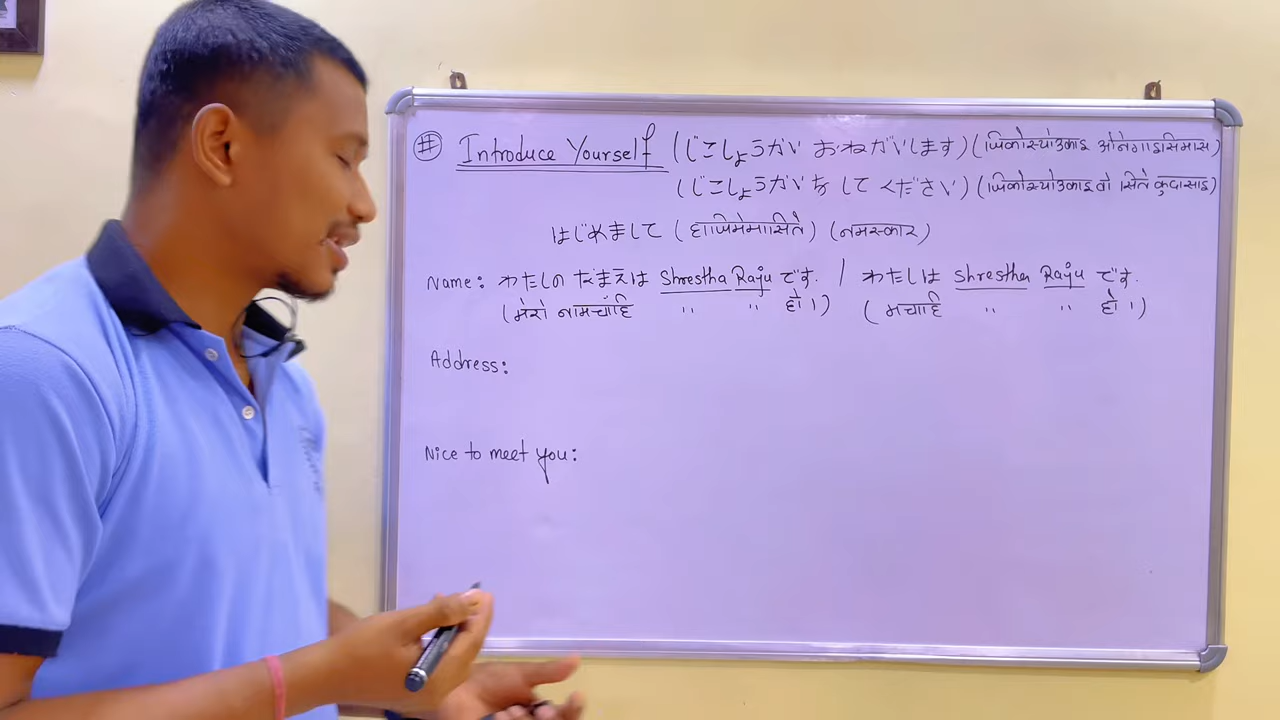 # Introduce Yourself (じこしょうかい おねがいします) (जिकोस्योउकाइ ओनेगाइसिमास)
(じこしょうかいを してください) (जिकोस्योउकाइ वो सिते कुदासाइ)
はじめまして (हाजिमेमासिते) (नमस्कार)
Name: わたしの なまえは Shrestha Raju です. / わたしは Shrestha Raju です.
(मेरो नामचाँहि " " हो।) (मचाहि " " हो।)
Address:
Nice to meet you: